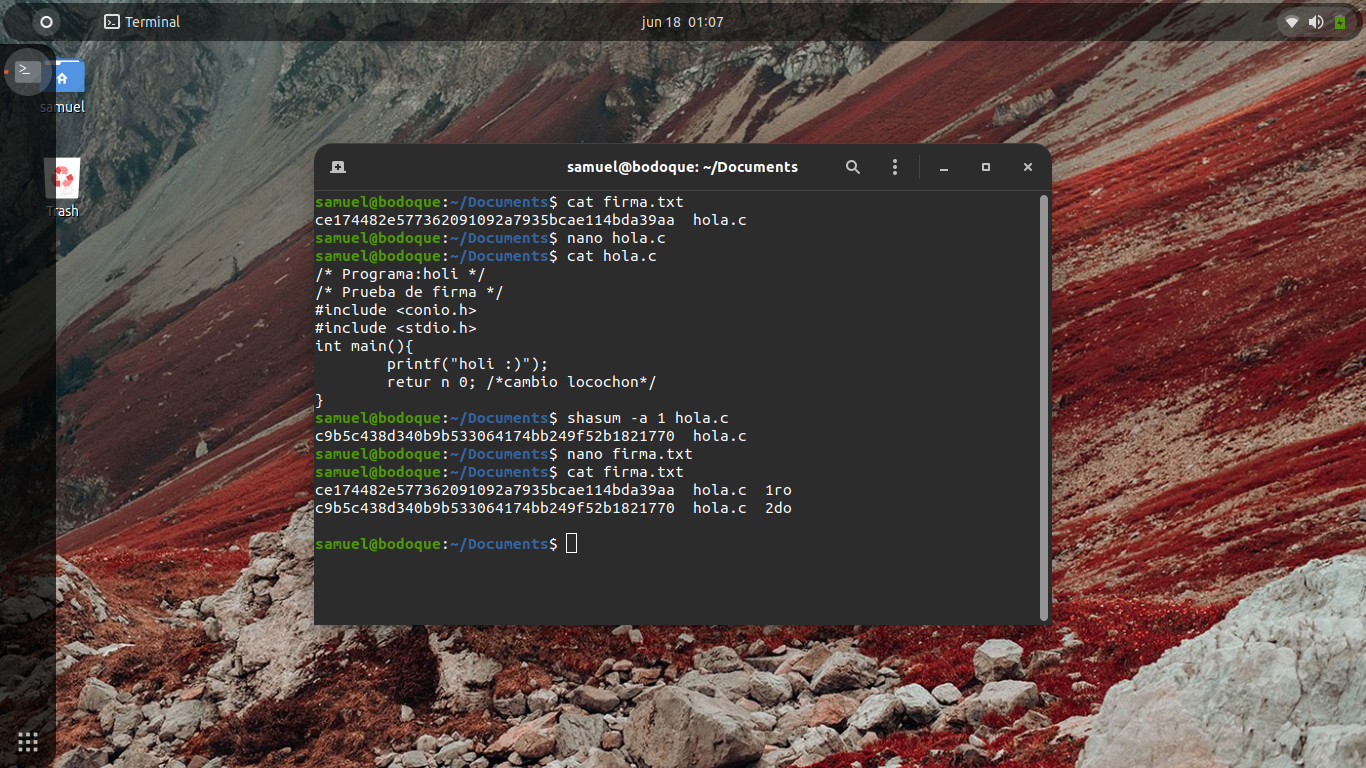 Terminal
jun 18 01:07
samuel
Trash
samuel@bodoque: ~/Documents
samuel@bodoque:~/Documents$ cat firma.txt
ce174482e577362091092a7935bcae114bda39aa  hola.c
samuel@bodoque:~/Documents$ nano hola.c
samuel@bodoque:~/Documents$ cat hola.c
/* Programa:holi */
/* Prueba de firma */
#include <conio.h>
#include <stdio.h>
int main(){
        printf("holi :)");
        retur n 0; /*cambio locochon*/
}
samuel@bodoque:~/Documents$ shasum -a 1 hola.c
c9b5c438d340b9b533064174bb249f52b1821770  hola.c
samuel@bodoque:~/Documents$ nano firma.txt
samuel@bodoque:~/Documents$ cat firma.txt
ce174482e577362091092a7935bcae114bda39aa  hola.c  1ro
c9b5c438d340b9b533064174bb249f52b1821770  hola.c  2do
samuel@bodoque:~/Documents$